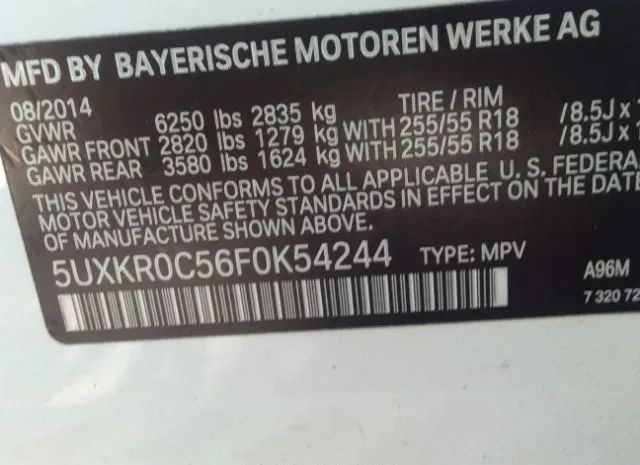 MFD BY BAYERISCHE MOTOREN WERKE AG
08/2014 TIRE / RIM
GVWR 6250 lbs 2835 kg
GAWR FRONT 2820 lbs 1279 kg WITH 255/55 R18 /8.5J x
GAWR REAR 3580 lbs 1624 kg WITH 255/55 R18 /8.5J x
THIS VEHICLE CONFORMS TO ALL APPLICABLE U. S. FEDERA
MOTOR VEHICLE SAFETY STANDARDS IN EFFECT ON THE DATE
OF MANUFACTURE SHOWN ABOVE.
5UXKR0C56F0K54244 TYPE: MPV A96M
7 320 72